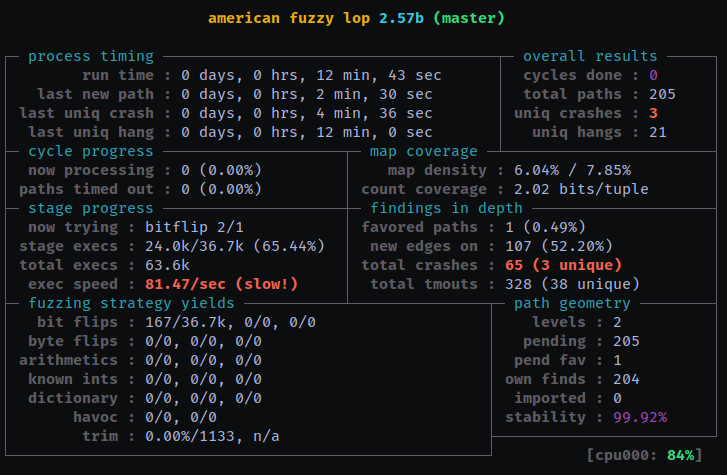 american fuzzy lop 2.57b (master)
process timing overall results
run time : 0 days, 0 hrs, 12 min, 43 sec cycles done : 0
last new path : 0 days, 0 hrs, 2 min, 30 sec total paths : 205
last uniq crash : 0 days, 0 hrs, 4 min, 36 sec uniq crashes : 3
last uniq hang : 0 days, 0 hrs, 12 min, 0 sec uniq hangs : 21
cycle progress map coverage
now processing : 0 (0.00%) map density : 6.04% / 7.85%
paths timed out : 0 (0.00%) count coverage : 2.02 bits/tuple
stage progress findings in depth
now trying : bitflip 2/1 favored paths : 1 (0.49%)
stage execs : 24.0k/36.7k (65.44%) new edges on : 107 (52.20%)
total execs : 63.6k total crashes : 65 (3 unique)
exec speed : 81.47/sec (slow!) total tmouts : 328 (38 unique)
fuzzing strategy yields path geometry
bit flips : 167/36.7k, 0/0, 0/0 levels : 2
byte flips : 0/0, 0/0, 0/0 pending : 205
arithmetics : 0/0, 0/0, 0/0 pend fav : 1
known ints : 0/0, 0/0, 0/0 own finds : 204
dictionary : 0/0, 0/0, 0/0 imported : 0
havoc : 0/0, 0/0 stability : 99.92%
trim : 0.00%/1133, n/a
[cpu000: 84%]